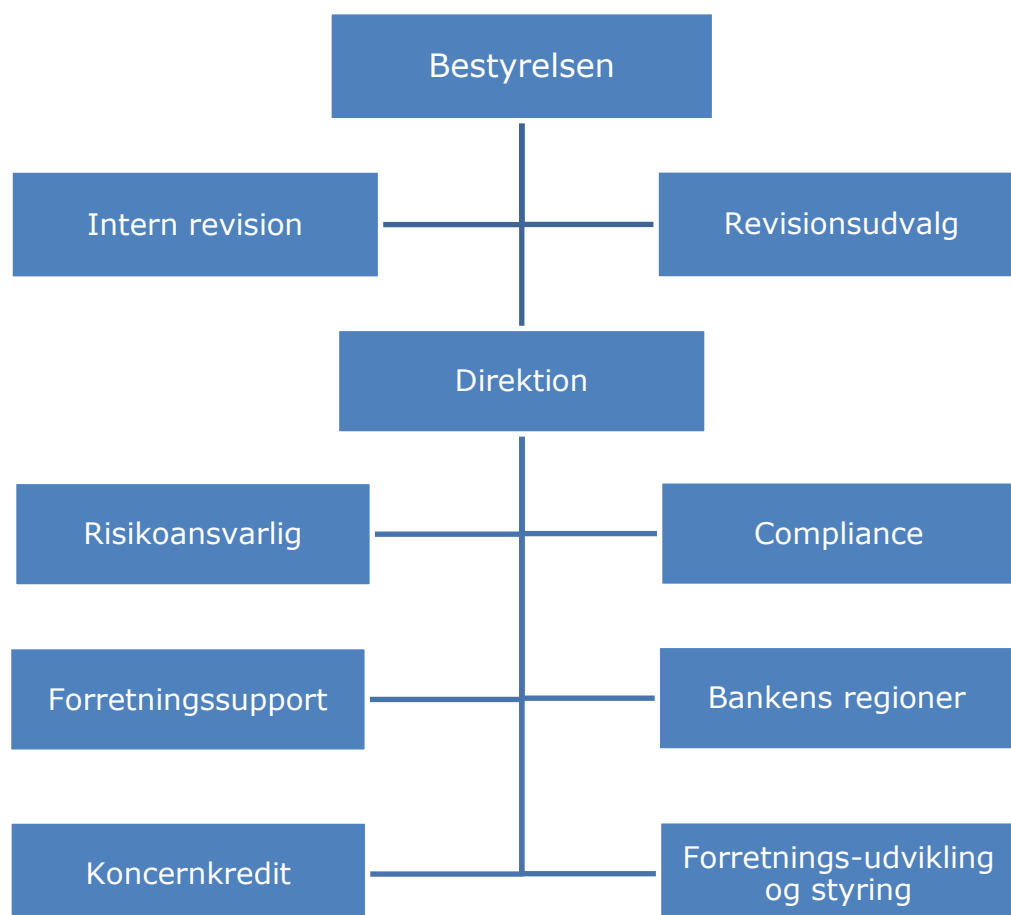 Bestyrelsen
Intern revision
Revisionsudvalg
Direktion
Risikoansvarlig
Compliance
Forretningssupport
Bankens regioner
Koncernkredit
Forretnings-udvikling
og styring